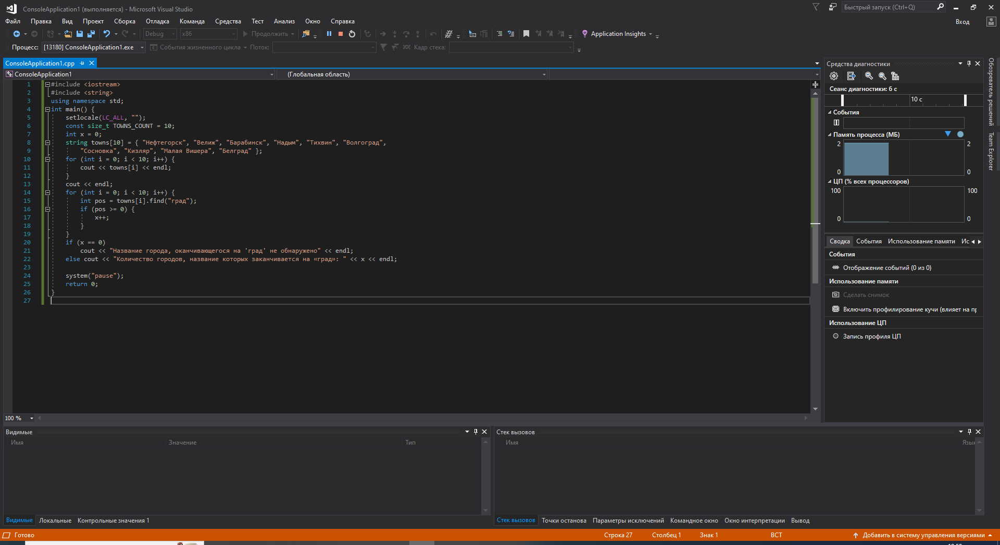 ConsoleApplication1 (выполняется) - Microsoft Visual Studio
Быстрый запуск (Ctrl+Q)
Файл Правка Вид Проект Сборка Отладка Команда Средства Тест Анализ Окно Справка
Вход
Debug x86 Продолжить Application Insights
Процесс: [13180] ConsoleApplication1.exe События жизненного цикла Поток: Кадр стека:
ConsoleApplication1.cpp
ConsoleApplication1 (Глобальная область)
1 #include <iostream>
2 #include <string>
3 using namespace std;
4 int main() {
5 setlocale(LC_ALL, "");
6 const size_t TOWNS_COUNT = 10;
7 int x = 0;
8 string towns[10] = { "Нефтегорск", "Велиж", "Барабинск", "Надым", "Тихвин", "Волгоград",
9 "Сосновка", "Кизляр", "Малая Вишера", "Белград" };
10 for (int i = 0; i < 10; i++) {
11 cout << towns[i] << endl;
12 }
13 cout << endl;
14 for (int i = 0; i < 10; i++) {
15 int pos = towns[i].find("град");
16 if (pos >= 0) {
17 x++;
18 }
19 }
20 if (x == 0)
21 cout << "Название города, оканчивающегося на 'град' не обнаружено" << endl;
22 else cout << "Количество городов, название которых заканчивается на «град»: " << x << endl;
23
24 system("pause");
25 return 0;
26 }
27
100 %
Средства диагностики
Сеанс диагностики: 6 с
10 с
События
Память процесса (МБ)
2 2
0 0
ЦП (% всех процессоров)
100 100
0 0
Сводка События Использование памяти Ис
События
Отображение событий (0 из 0)
Использование памяти
Сделать снимок
Включить профилирование кучи (влияет на пр
Использование ЦП
Запись профиля ЦП
Обозреватель решений
Team Explorer
Видимые
Имя Значение Тип
Видимые Локальные Контрольные значения 1
Стек вызовов
Имя Язык
Стек вызовов Точки останова Параметры исключений Командное окно Окно интерпретации Вывод
Готово Строка 27 Столбец 1 Знак 1 ВСТ Добавить в систему управления версиями